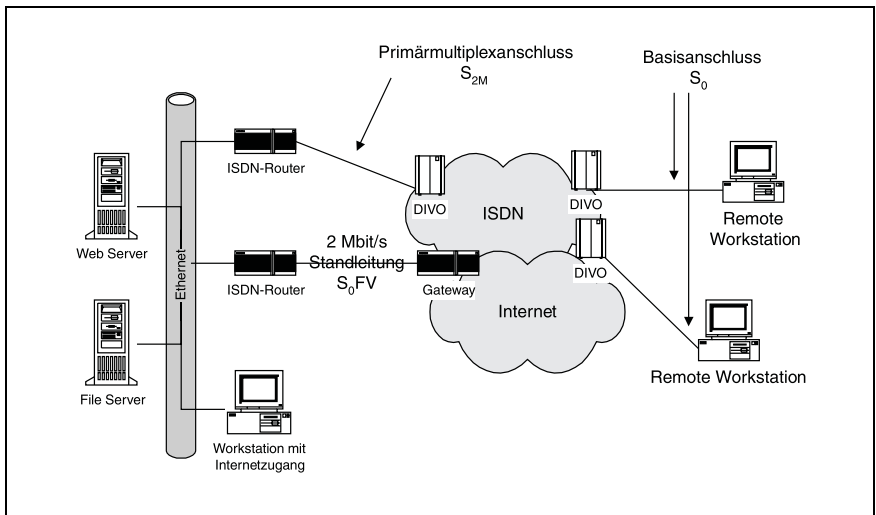 Primärmultiplexanschluss
S2M
Basisanschluss
S0
ISDN-Router
DIVO
ISDN
DIVO
Remote
Workstation
Web Server
Ethernet
2 Mbit/s
Standleitung
S0FV
ISDN-Router
Gateway
DIVO
Internet
File Server
Remote Workstation
Workstation mit
Internetzugang